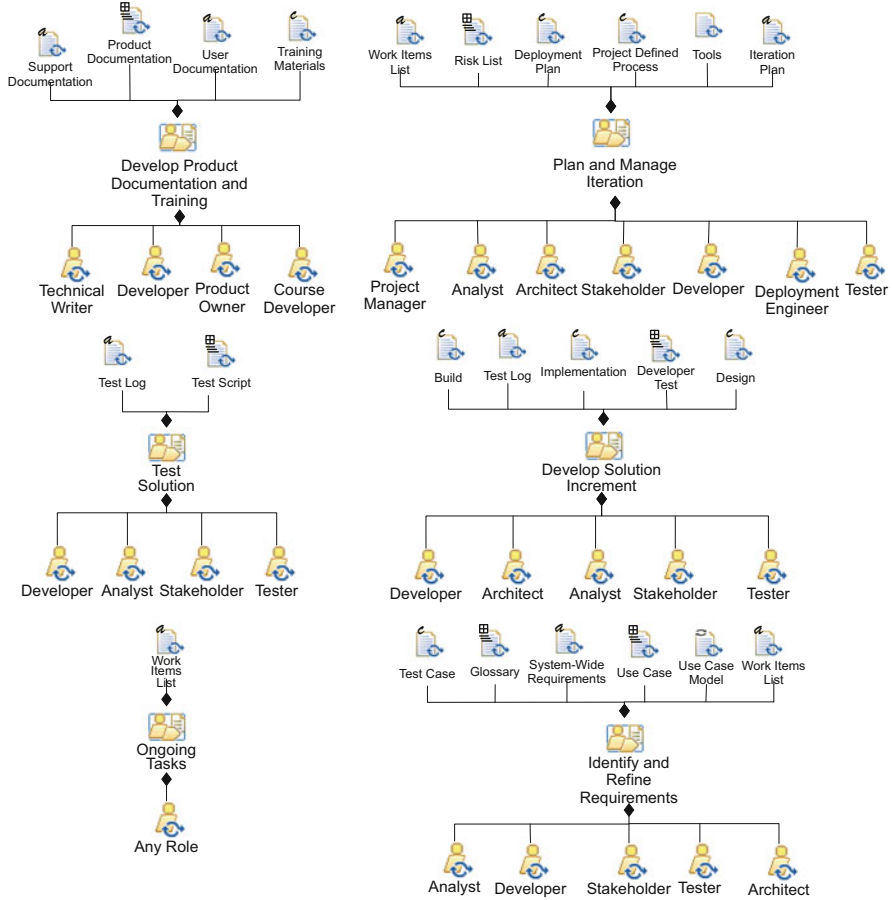 a
Support
Documentation
Product
Documentation
a
User
Documentation
c
Training
Materials
Develop Product
Documentation and
Training
Technical
Writer
Developer
Product
Owner
Course
Developer
a
Work Items
List
Risk List
c
Deployment
Plan
c
Project Defined
Process
Tools
a
Iteration
Plan
Plan and Manage
Iteration
Project
Manager
Analyst
Architect
Stakeholder
Developer
Deployment
Engineer
Tester
a
Test Log
Test Script
Test
Solution
Developer
Analyst
Stakeholder
Tester
c
Build
a
Test Log
c
Implementation
Developer
Test
c
Design
Develop Solution
Increment
Developer
Architect
Analyst
Stakeholder
Tester
a
Work
Items
List
Ongoing
Tasks
Any Role
c
Test Case
Glossary
a
System-Wide
Requirements
Use Case
Use Case
Model
a
Work Items
List
Identify and
Refine
Requirements
Analyst
Developer
Stakeholder
Tester
Architect